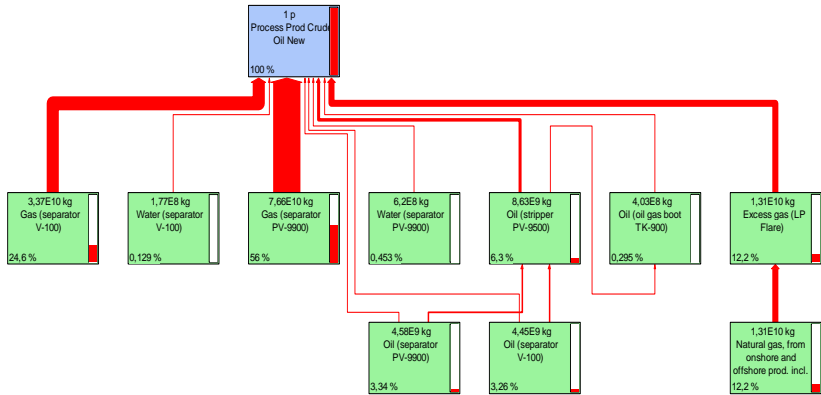 1 p
Process Prod Crude
Oil New
100 %
3,37E10 kg
Gas (separator
V-100)
24,6 %
1,77E8 kg
Water (separator
V-100)
0,129 %
7,66E10 kg
Gas (separator
PV-9900)
56 %
6,2E8 kg
Water (separator
PV-9900)
0,453 %
8,63E9 kg
Oil (stripper
PV-9500)
6,3 %
4,03E8 kg
Oil (oil gas boot
TK-900)
0,295 %
1,31E10 kg
Excess gas (LP
Flare)
12,2 %
4,58E9 kg
Oil (separator
PV-9900)
3,34 %
4,45E9 kg
Oil (separator
V-100)
3,26 %
1,31E10 kg
Natural gas, from
onshore and
offshore prod. incl.
12,2 %